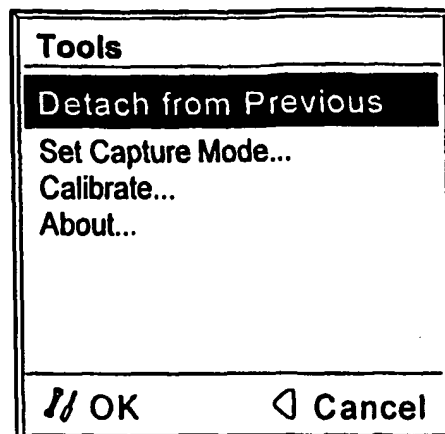 Tools
Detach from Previous
Set Capture Mode...
Calibrate...
About...
OK Cancel